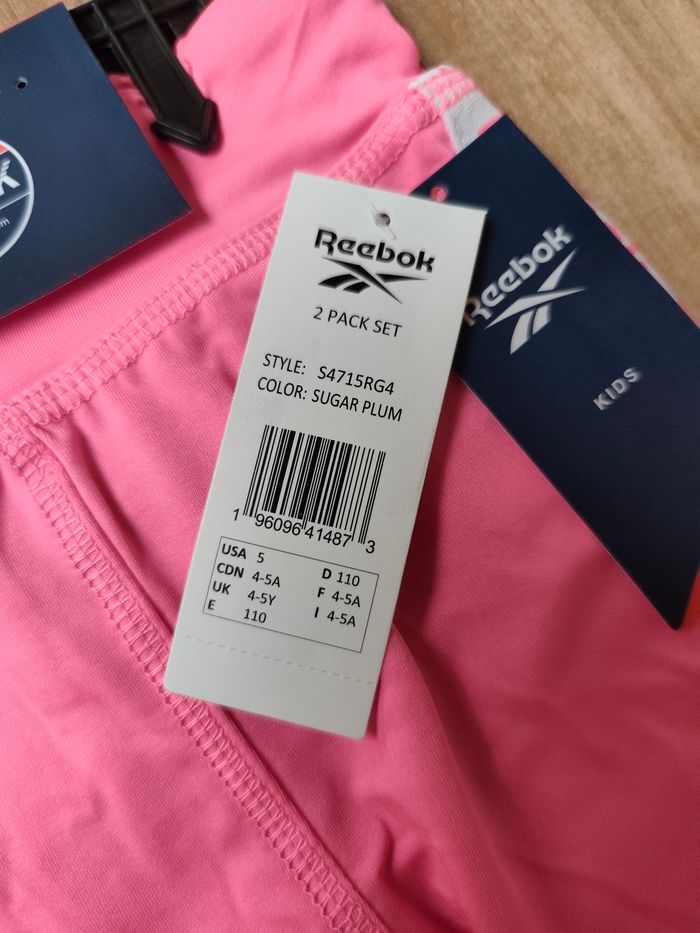 Reebok
2 PACK SET
STYLE: S4715RG4
COLOR: SUGAR PLUM
1 96096 41487 3
USA 5 D 110
CDN 4-5A F 4-5A
UK 4-5Y I 4-5A
E 110
Reebok
KIDS